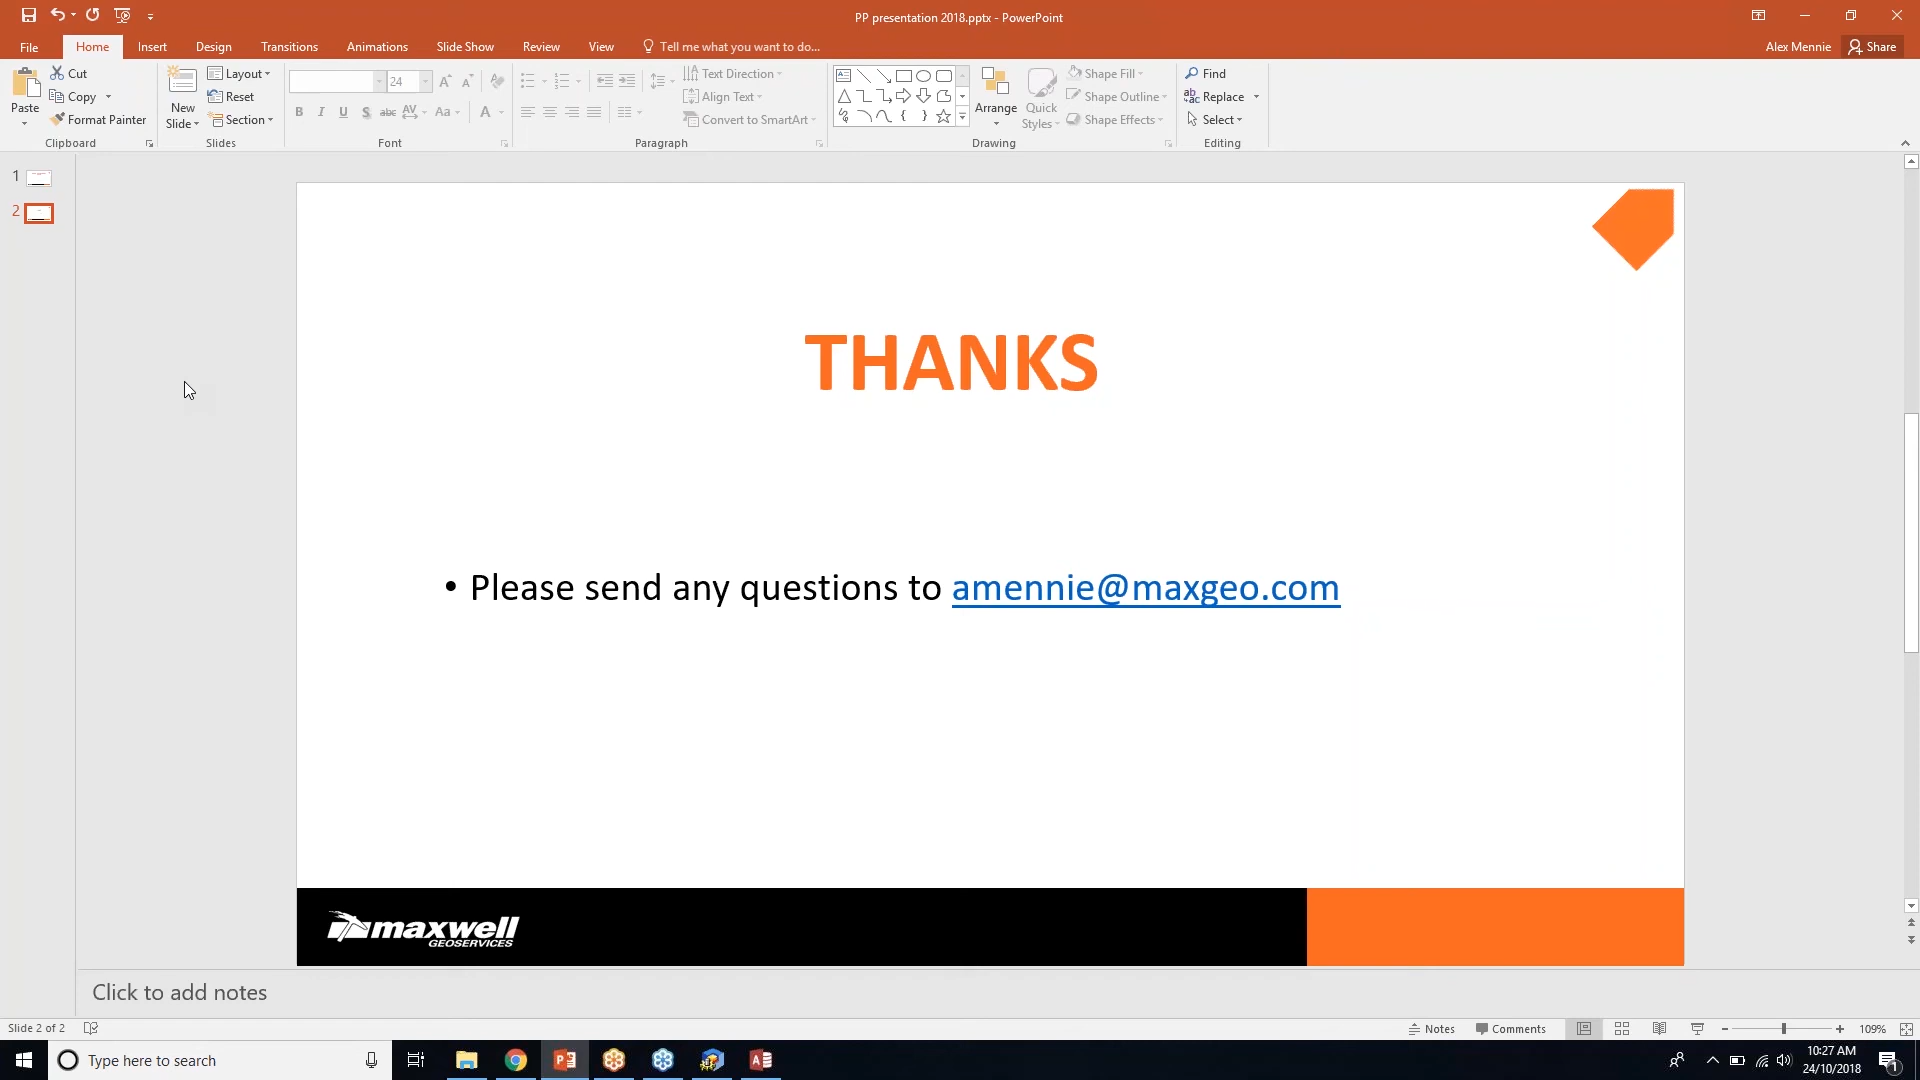 PP presentation 2018.pptx - PowerPoint
File Home Insert Design Transitions Animations Slide Show Review View Tell me what you want to do... Alex Mennie Share
Paste
Cut
Copy
Format Painter
Clipboard
New Slide
Layout
Reset
Section
Slides
24
B I U S abc AV Aa A
Font
Text Direction
Align Text
Convert to SmartArt
Paragraph
Arrange
Quick Styles
Shape Fill
Shape Outline
Shape Effects
Drawing
Find
Replace
Select
Editing
1
2
THANKS
• Please send any questions to amennie@maxgeo.com
maxwell
GEOSERVICES
Click to add notes
Slide 2 of 2 Notes Comments 109%
Type here to search
10:27 AM
24/10/2018
1